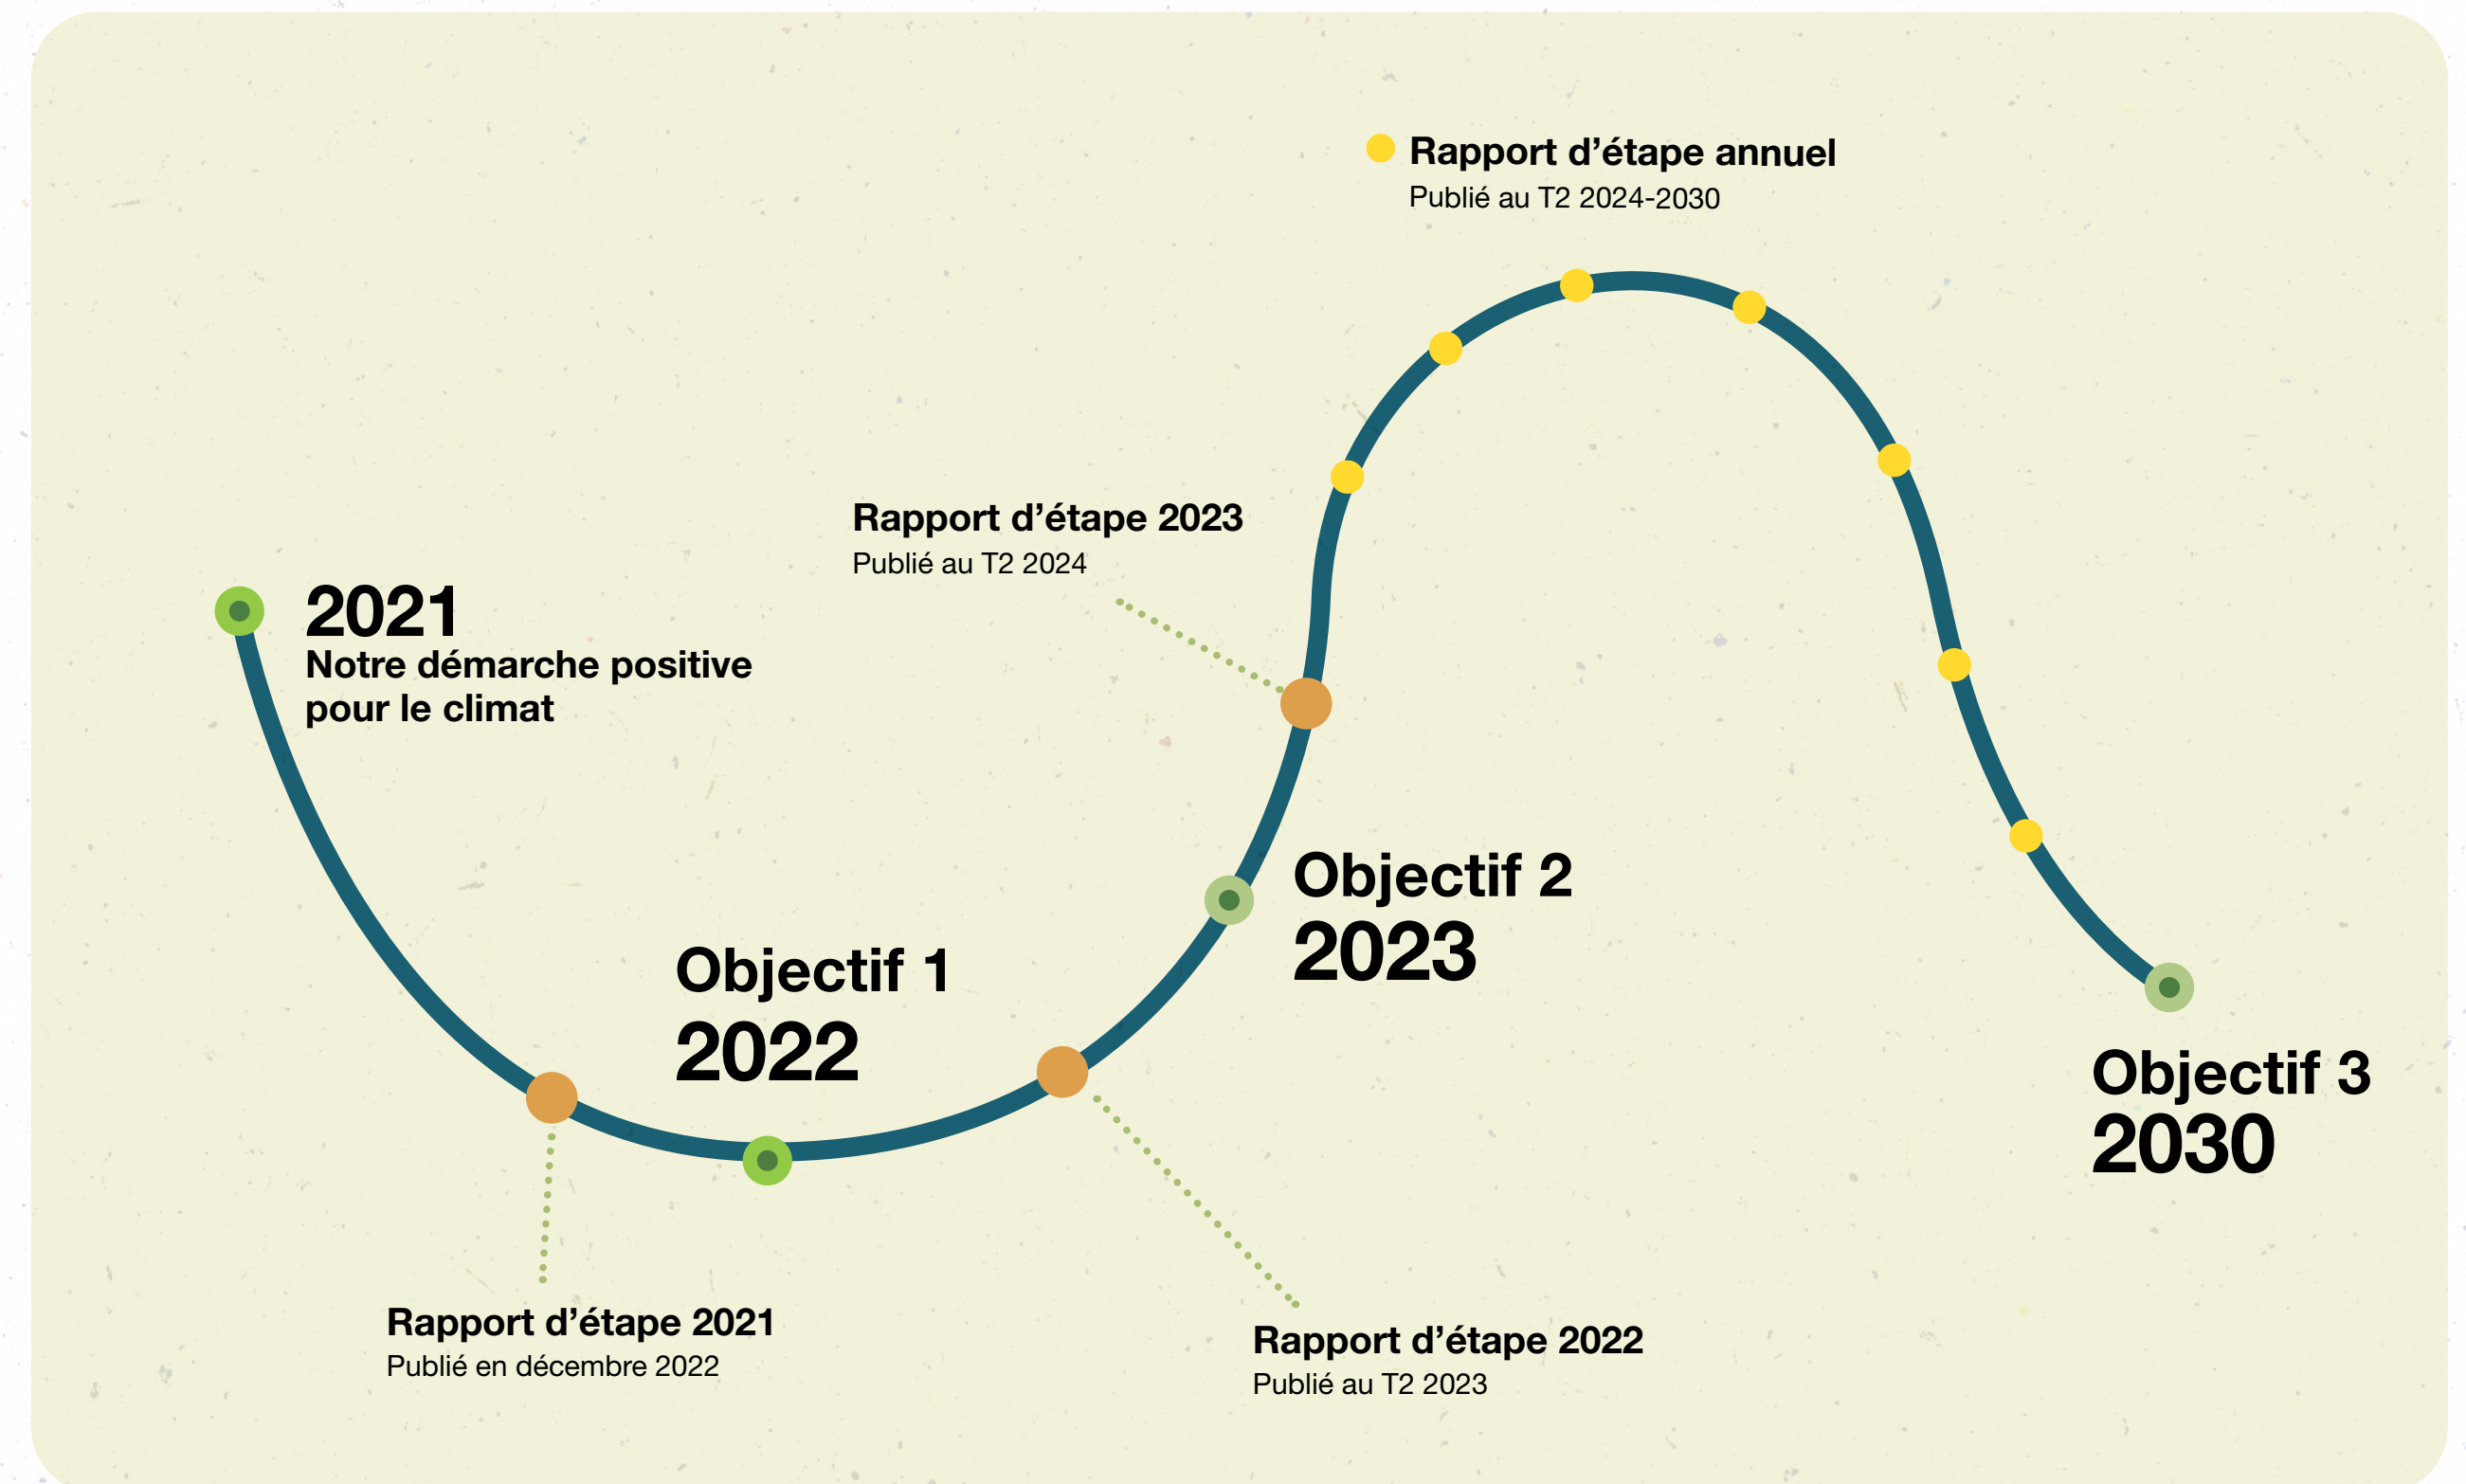 Rapport d’étape annuel
Publié au T2 2024-2030
Rapport d’étape 2023
Publié au T2 2024
2021
Notre démarche positive
pour le climat
Objectif 2
2023
Objectif 1
2022
Objectif 3
2030
Rapport d’étape 2021
Publié en décembre 2022
Rapport d’étape 2022
Publié au T2 2023